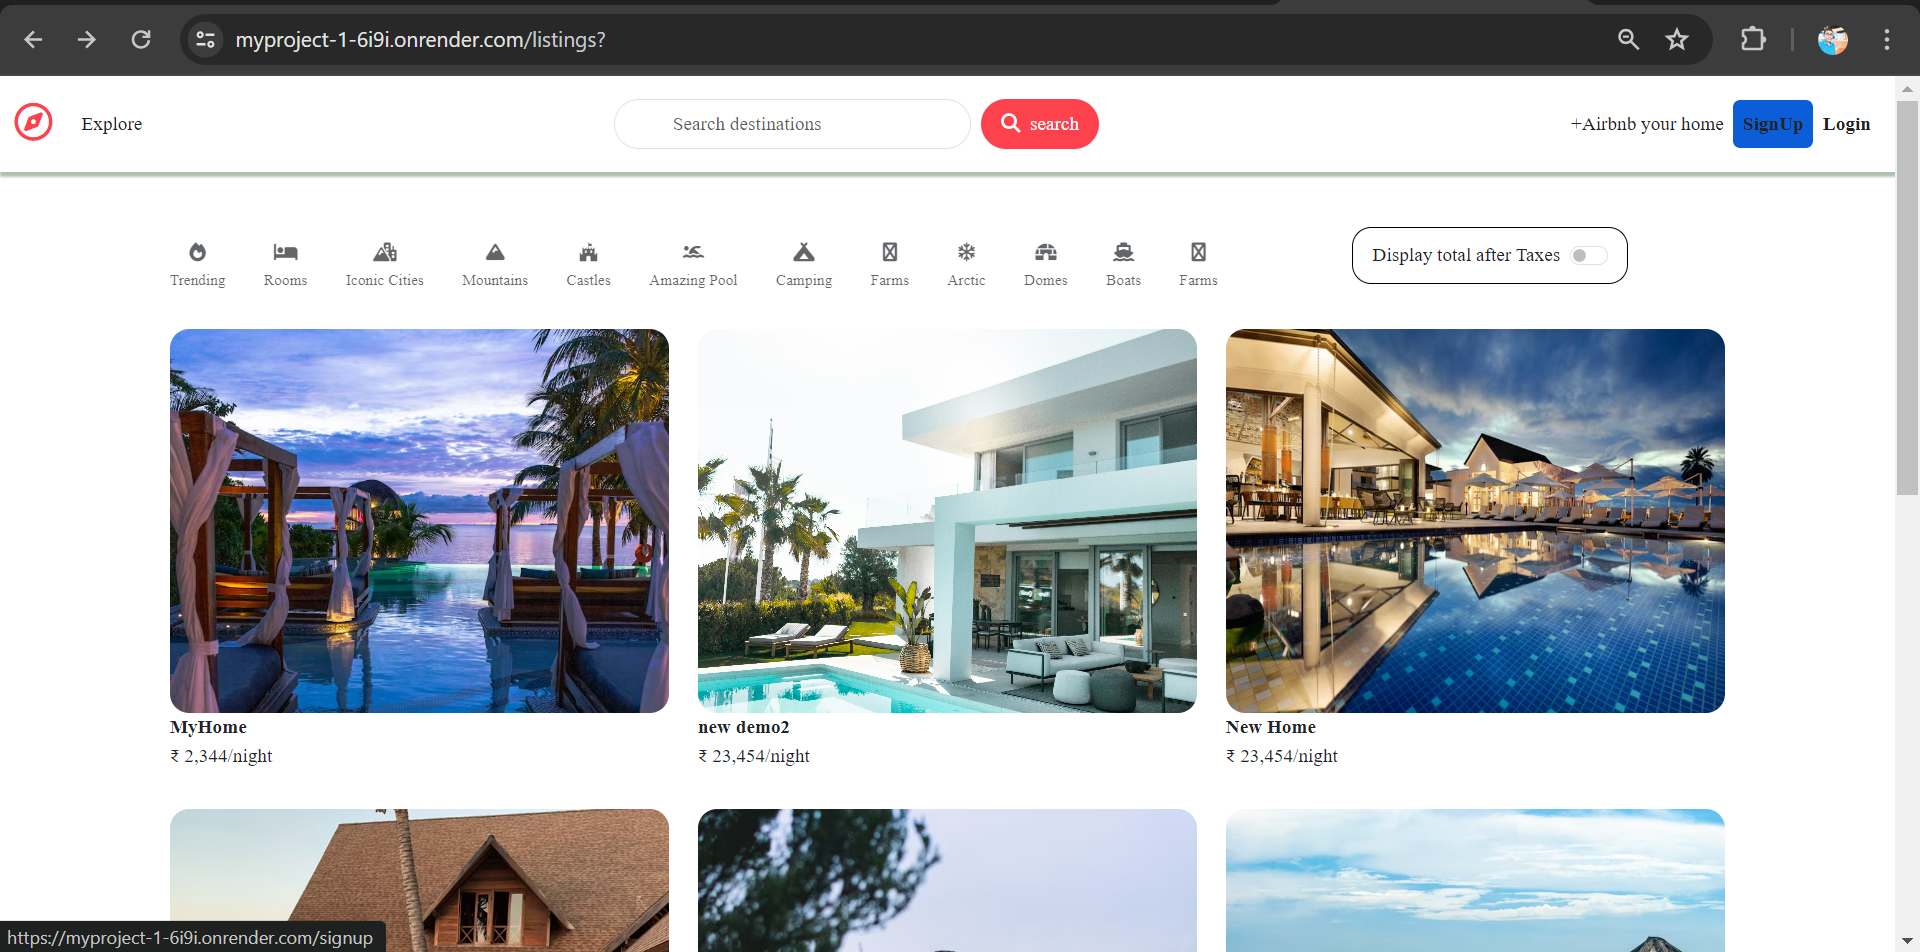 myproject-1-6i9i.onrender.com/listings?
Explore
Search destinations
search
+Airbnb your home
SignUp
Login
Trending
Rooms
Iconic Cities
Mountains
Castles
Amazing Pool
Camping
Farms
Arctic
Domes
Boats
Farms
Display total after Taxes
MyHome
₹ 2,344/night
new demo2
₹ 23,454/night
New Home
₹ 23,454/night
https://myproject-1-6i9i.onrender.com/signup